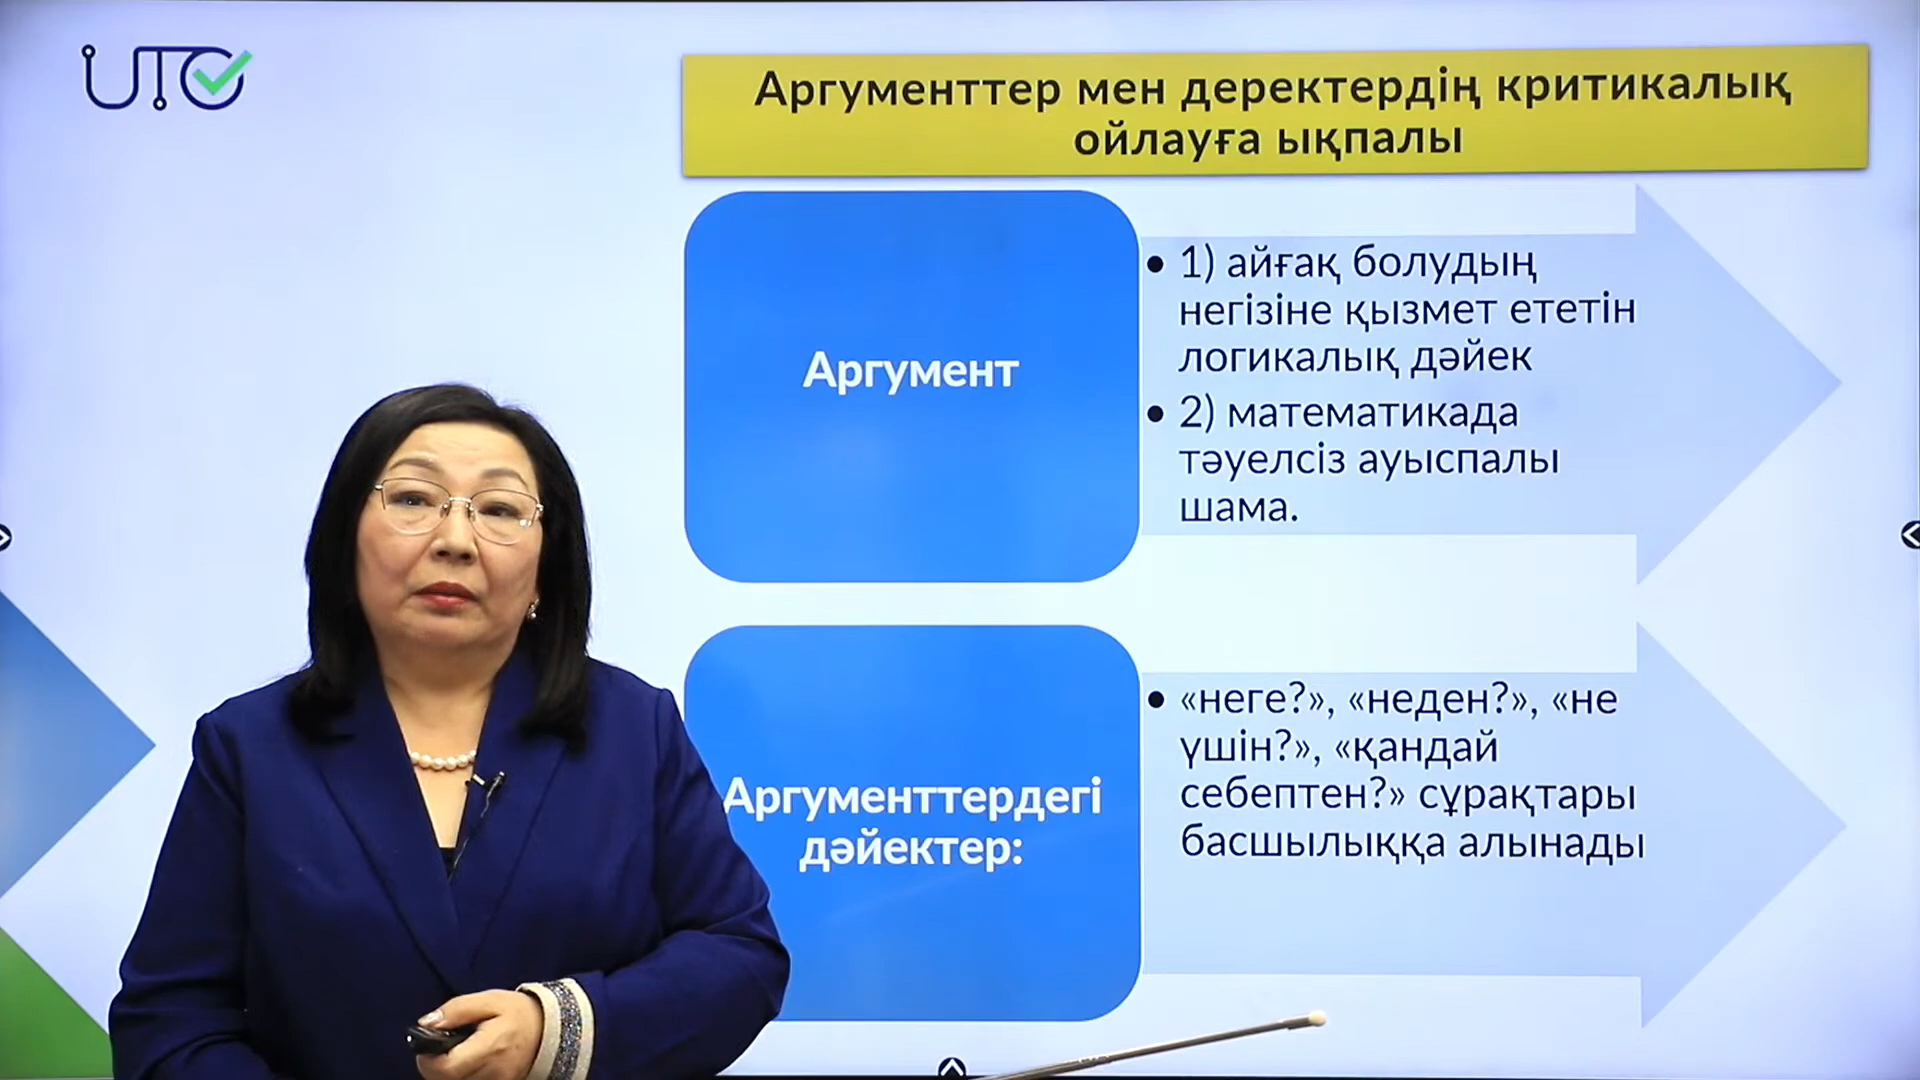 UTO
Аргументтер мен деректердің критикалық
ойлауға ықпалы
Аргумент
• 1) айғақ болудың
негізіне қызмет ететін
логикалық дәйек
• 2) математикада
тәуелсіз ауыспалы
шама.
Аргументтердегі
дәйектер:
• «неге?», «неден?», «не
үшін?», «қандай
себептен?» сұрақтары
басшылыққа алынады